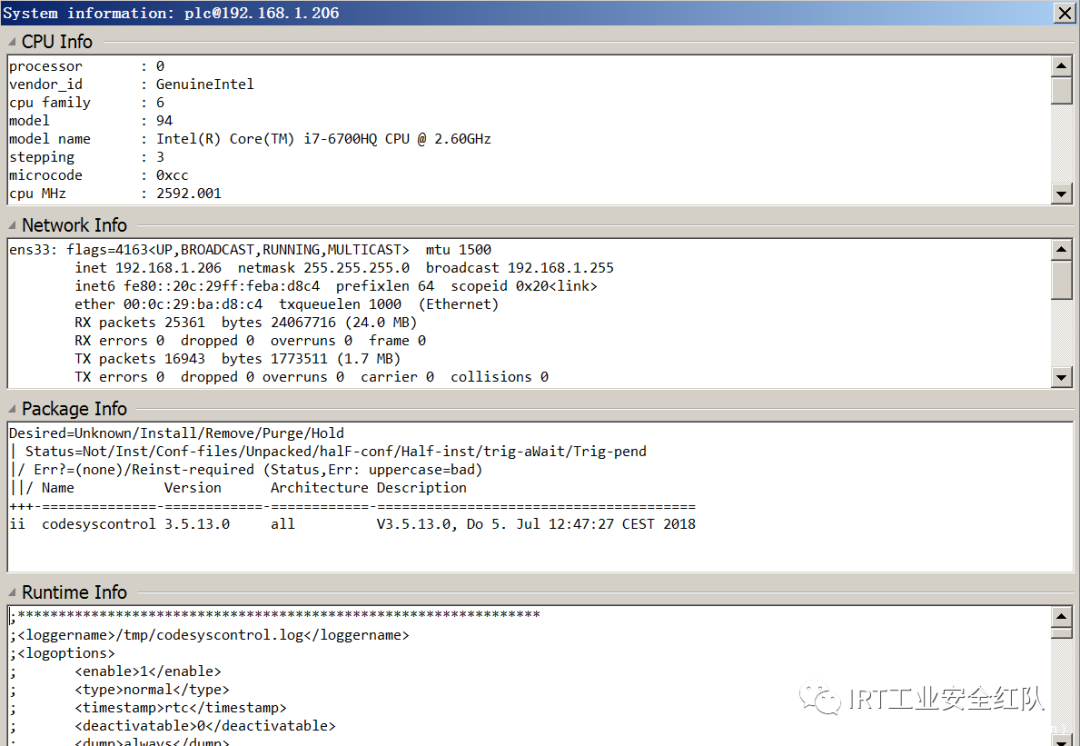 System information: plc@192.168.1.206
CPU Info
processor : 0
vendor_id : GenuineIntel
cpu family : 6
model : 94
model name : Intel(R) Core(TM) i7-6700HQ CPU @ 2.60GHz
stepping : 3
microcode : 0xcc
cpu MHz : 2592.001
Network Info
ens33: flags=4163<UP,BROADCAST,RUNNING,MULTICAST> mtu 1500
inet 192.168.1.206 netmask 255.255.255.0 broadcast 192.168.1.255
inet6 fe80::20c:29ff:feba:d8c4 prefixlen 64 scopeid 0x20<link>
ether 00:0c:29:ba:d8:c4 txqueuelen 1000 (Ethernet)
RX packets 25361 bytes 24067716 (24.0 MB)
RX errors 0 dropped 0 overruns 0 frame 0
TX packets 16943 bytes 1773511 (1.7 MB)
TX errors 0 dropped 0 overruns 0 carrier 0 collisions 0
Package Info
Desired=Unknown/Install/Remove/Purge/Hold
| Status=Not/Inst/Conf-files/Unpacked/halF-conf/Half-inst/trig-aWait/Trig-pend
|/ Err?=(none)/Reinst-required (Status,Err: uppercase=bad)
||/ Name Version Architecture Description
+++-==============-============-============-=======================================
ii codesyscontrol 3.5.13.0 all V3.5.13.0, Do 5. Jul 12:47:27 CEST 2018
Runtime Info
;****************************************************************
;<loggername>/tmp/codesyscontrol.log</loggername>
;<logoptions>
; <enable>1</enable>
; <type>normal</type>
; <timestamp>rtc</timestamp>
; <deactivatable>0</deactivatable>
; <dump>always</dump>
IRT工业安全红队